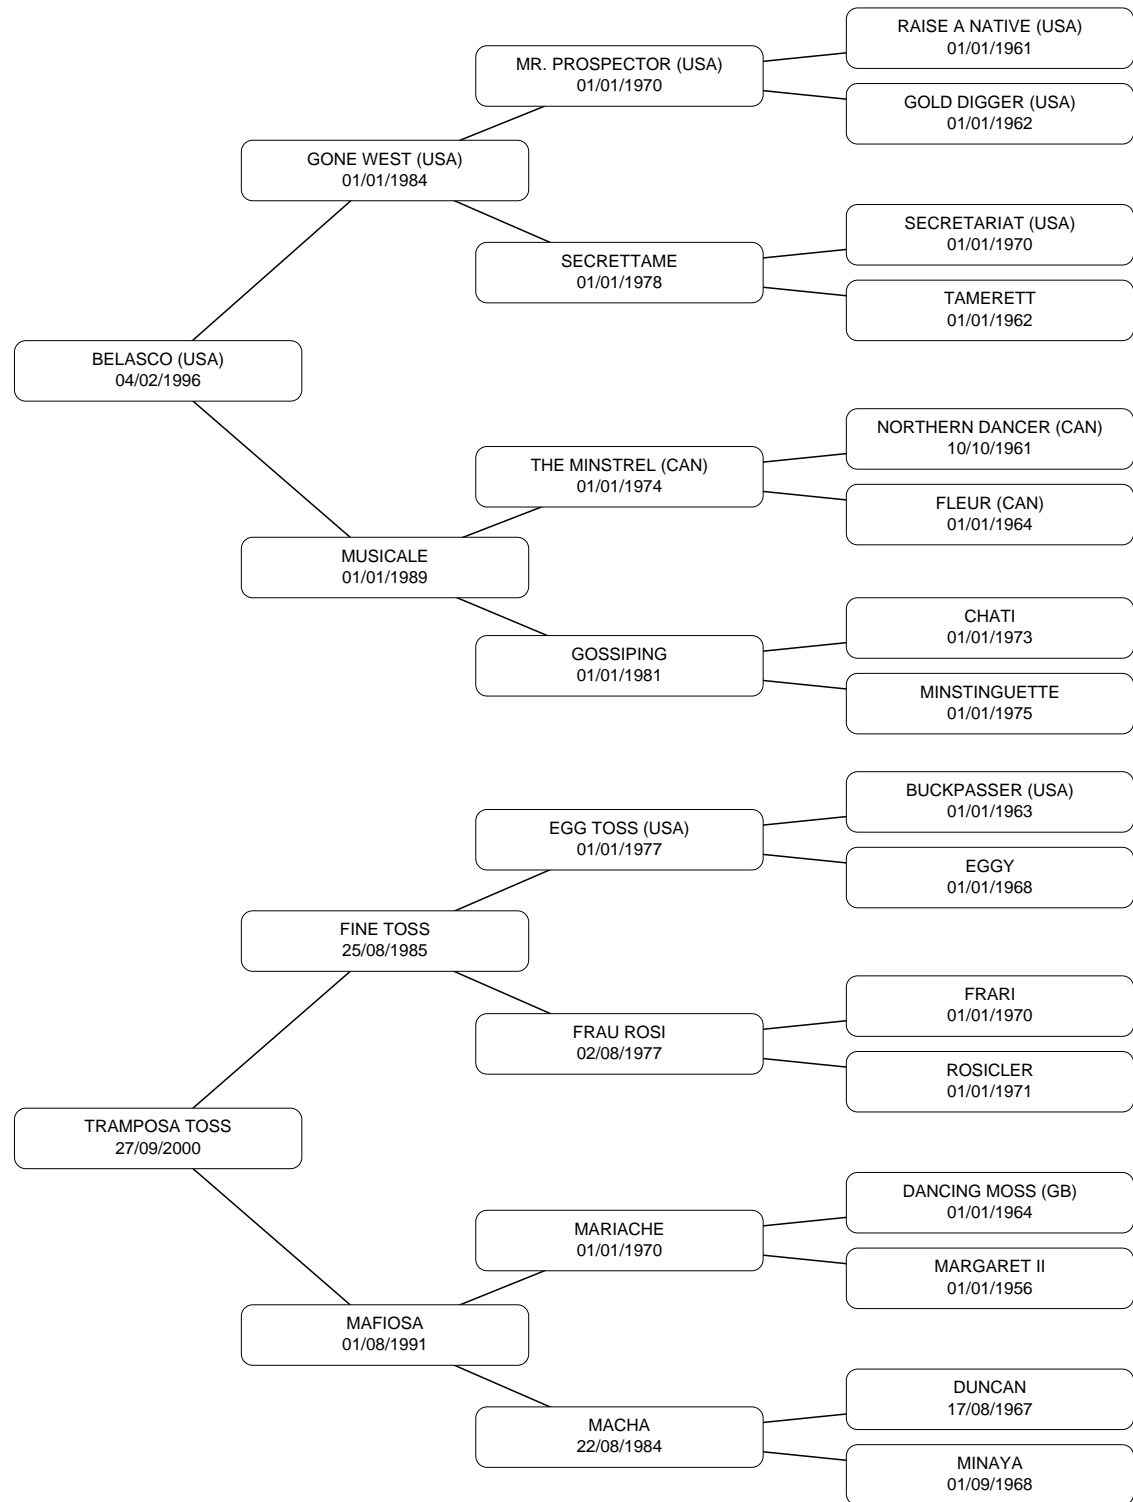 RAISE A NATIVE (USA)
01/01/1961
MR. PROSPECTOR (USA)
01/01/1970
GOLD DIGGER (USA)
01/01/1962
GONE WEST (USA)
01/01/1984
SECRETARIAT (USA)
01/01/1970
SECRETTAME
01/01/1978
TAMERETT
01/01/1962
BELASCO (USA)
04/02/1996
NORTHERN DANCER (CAN)
10/10/1961
THE MINSTREL (CAN)
01/01/1974
FLEUR (CAN)
01/01/1964
MUSICALE
01/01/1989
CHATI
01/01/1973
GOSSIPING
01/01/1981
MINSTINGUETTE
01/01/1975
BUCKPASSER (USA)
01/01/1963
EGG TOSS (USA)
01/01/1977
EGGY
01/01/1968
FINE TOSS
25/08/1985
FRARI
01/01/1970
FRAU ROSI
02/08/1977
ROSICLER
01/01/1971
TRAMPOSA TOSS
27/09/2000
DANCING MOSS (GB)
01/01/1964
MARIACHE
01/01/1970
MARGARET II
01/01/1956
MAFIOSA
01/08/1991
DUNCAN
17/08/1967
MACHA
22/08/1984
MINAYA
01/09/1968